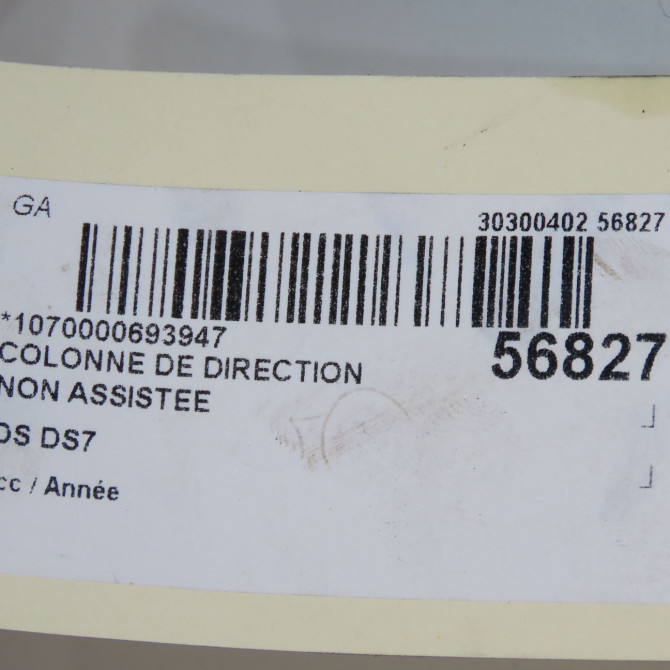 GA
30300402 56827
*1070000693947
56827
COLONNE DE DIRECTION
NON ASSISTEE
DS DS7
cc / Année